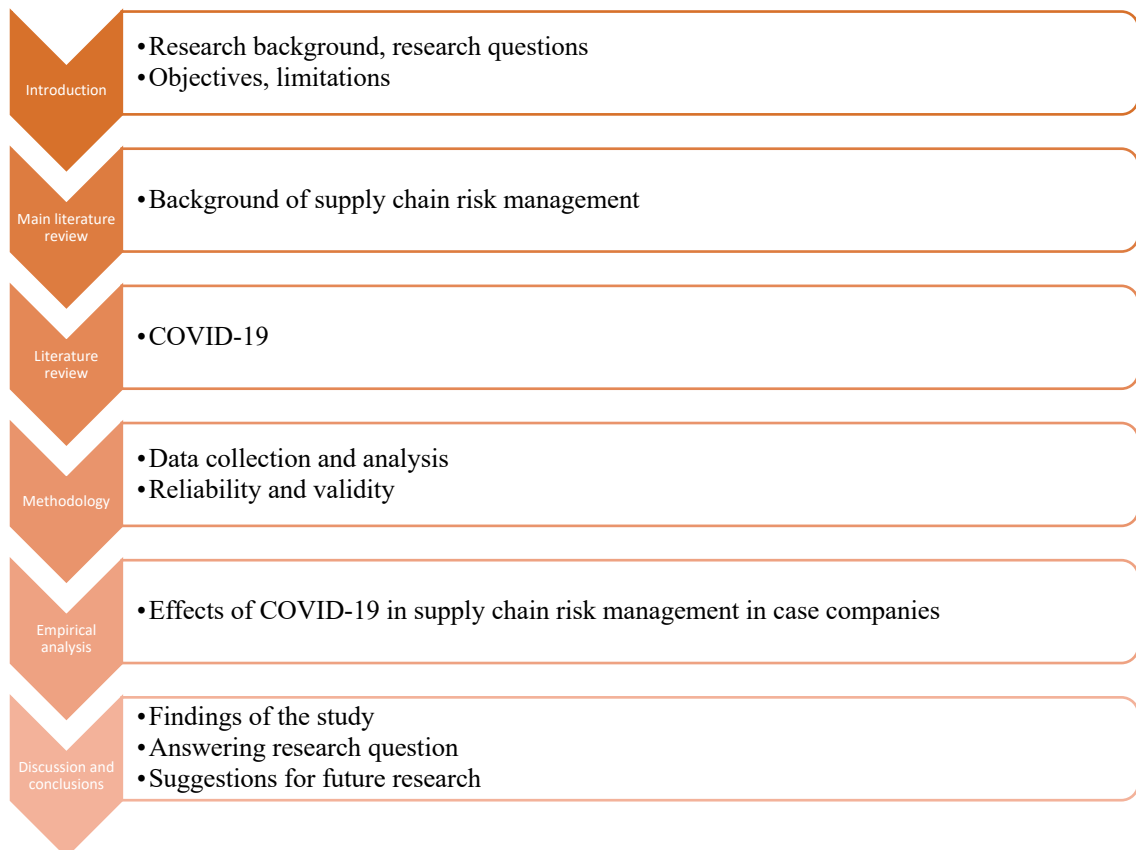 Introduction
•Research background, research questions
•Objectives, limitations
Main literature
review
•Background of supply chain risk management
Literature
review
•COVID-19
Methodology
•Data collection and analysis
•Reliability and validity
Empirical
analysis
•Effects of COVID-19 in supply chain risk management in case companies
Discussion and
conclusions
•Findings of the study
•Answering research question
•Suggestions for future research